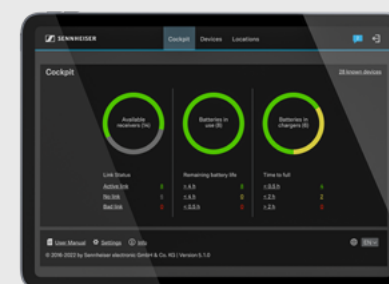 SENNHEISER
Cockpit Devices Locations
Cockpit
28 known devices
Available receivers (14)
Batteries in use (8)
Batteries in chargers (6)
Link Status
Remaining battery life
Time to full
Active link
No link
Bad link
User Manual Settings Info
EN
© 2016-2022 by Sennheiser electronic GmbH & Co. KG | Version 5.1.0